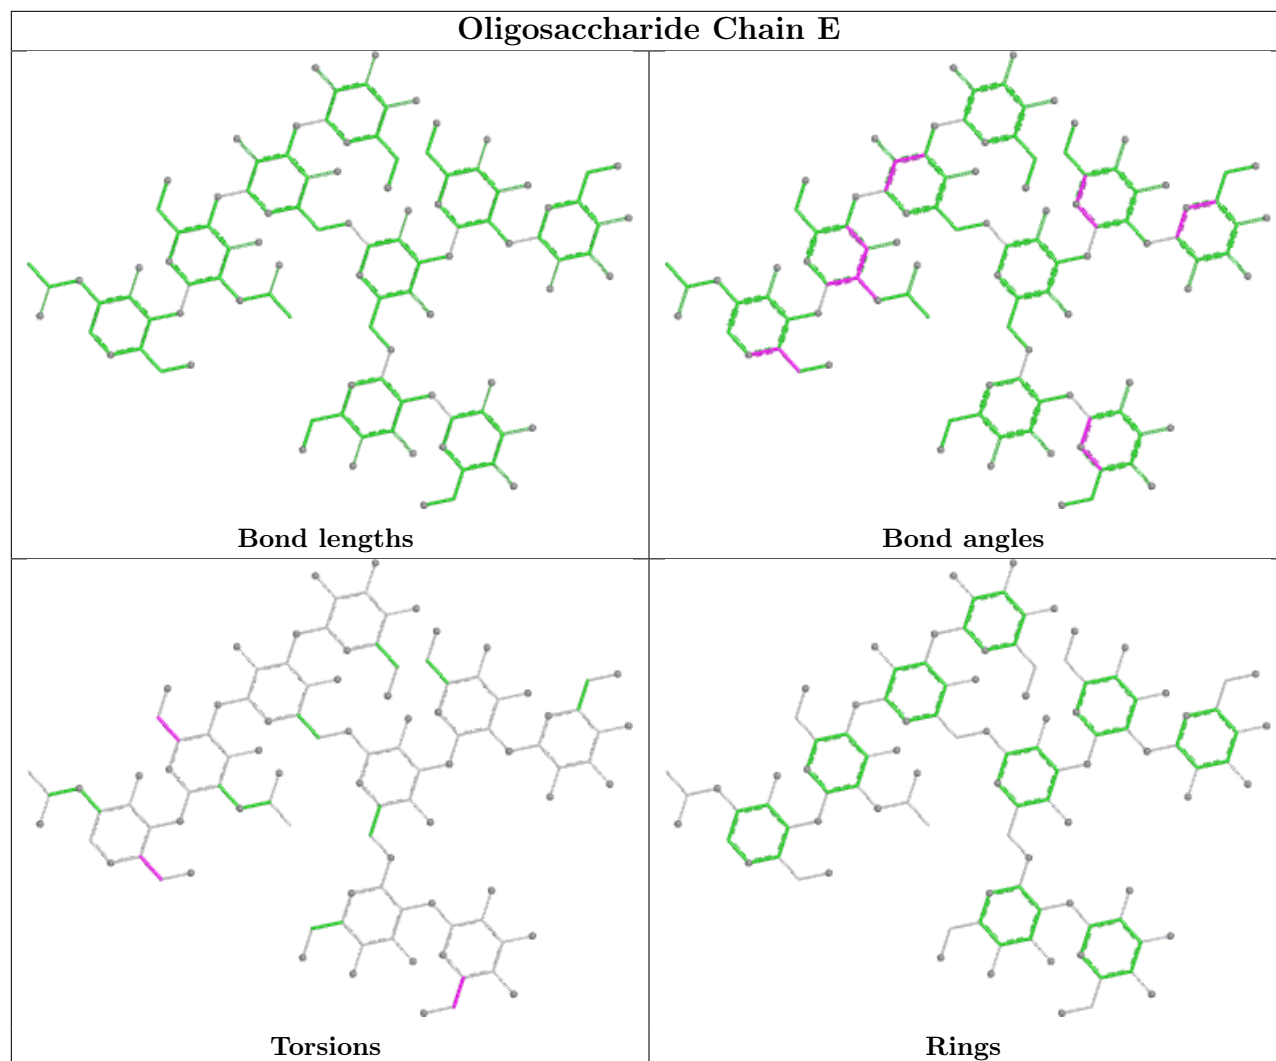 Oligosaccharide Chain E
Bond lengths
Bond angles
Torsions
Rings